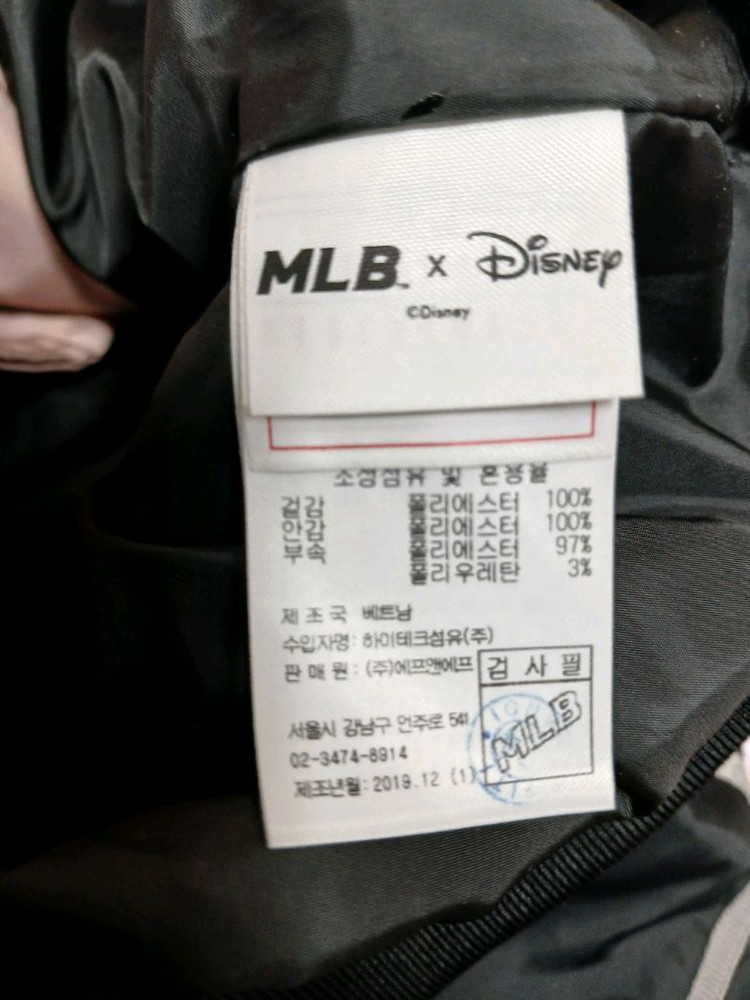 MLB™ x Disney
©Disney
조성섬유 및 혼용율
겉감 폴리에스터 100%
안감 폴리에스터 100%
부속 폴리에스터 97%
폴리우레탄 3%
제조국 베트남
수입자명: 하이테크섬유(주)
판매원: (주)에프앤에프
검사필
서울시 강남구 언주로 541
MLB
02-3474-8914
제조년월: 2019.12 (1)